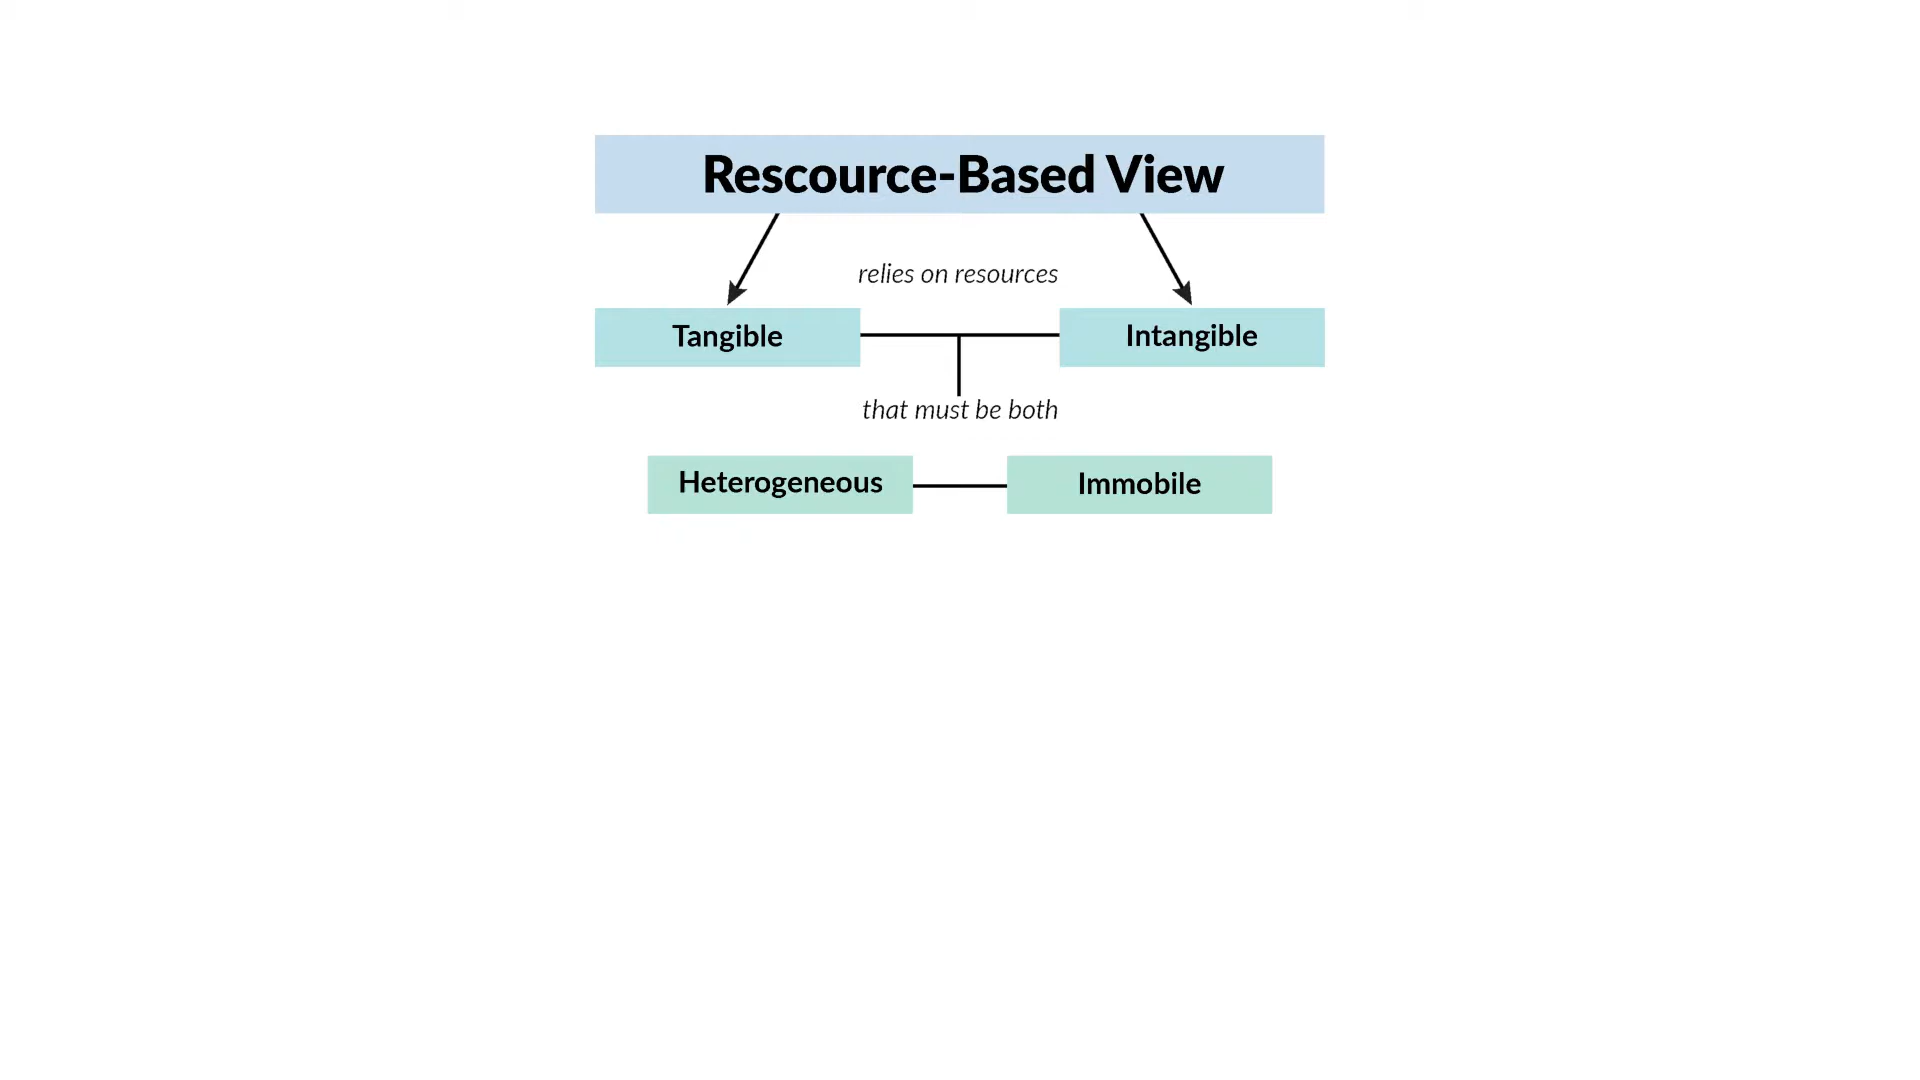 Rescource-Based View
relies on resources
Tangible
Intangible
that must be both
Heterogeneous
Immobile